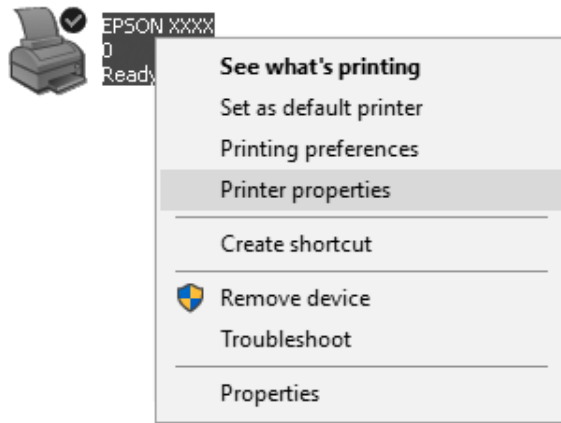 EPSON XXXX
0
Ready
See what's printing
Set as default printer
Printing preferences
Printer properties
Create shortcut
Remove device
Troubleshoot
Properties